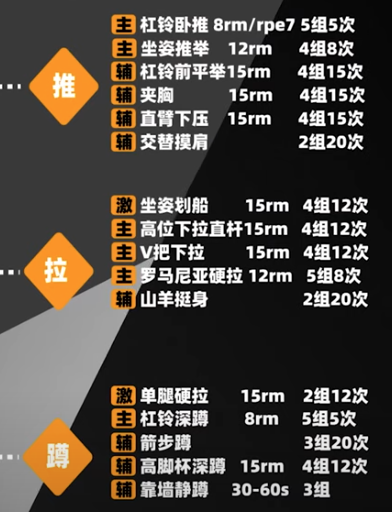 推
主 杠铃卧推 8rm/rpe7 5组5次
主 坐姿推举 12rm 4组8次
辅 杠铃前平举15rm 4组15次
辅 夹胸 15rm 4组15次
辅 直臂下压 15rm 4组15次
辅 交替摸肩 2组20次
拉
激 坐姿划船 15rm 4组12次
主 高位下拉直杆15rm 4组12次
主 V把下拉 15rm 4组12次
主 罗马尼亚硬拉 12rm 5组8次
辅 山羊挺身 2组20次
蹲
激 单腿硬拉 15rm 2组12次
主 杠铃深蹲 8rm 5组5次
辅 箭步蹲 3组20次
辅 高脚杯深蹲 15rm 4组12次
辅 靠墙静蹲 30-60s 3组